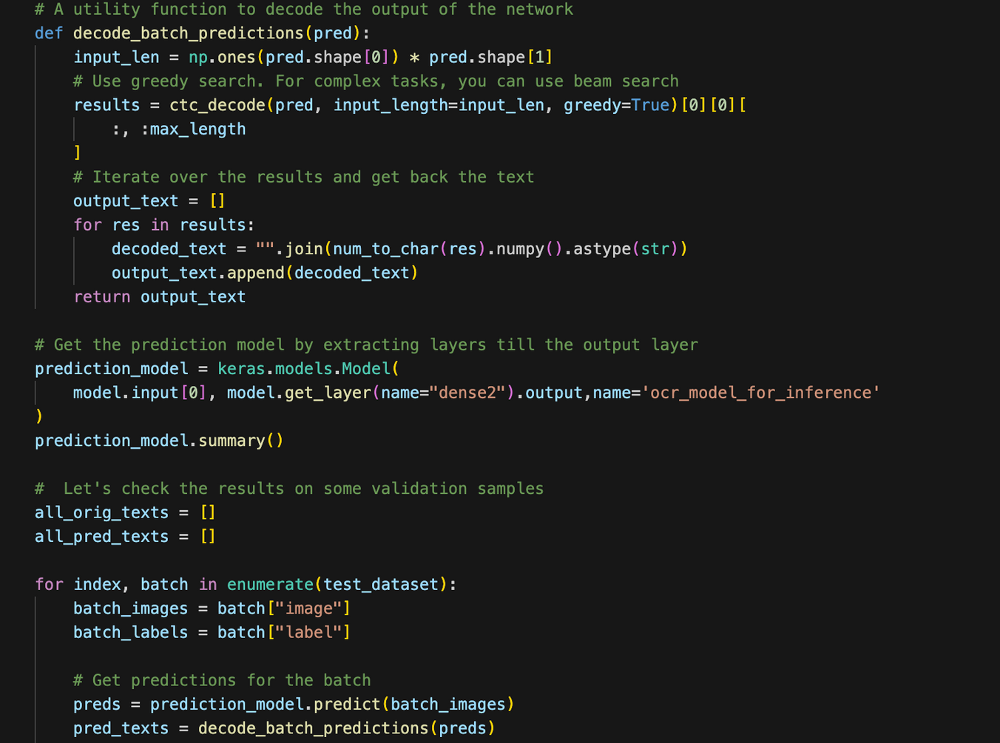 # A utility function to decode the output of the network
def decode_batch_predictions(pred):
    input_len = np.ones(pred.shape[0]) * pred.shape[1]
    # Use greedy search. For complex tasks, you can use beam search
    results = ctc_decode(pred, input_length=input_len, greedy=True)[0][0][
        :, :max_length
    ]
    # Iterate over the results and get back the text
    output_text = []
    for res in results:
        decoded_text = "".join(num_to_char(res).numpy().astype(str))
        output_text.append(decoded_text)
    return output_text

# Get the prediction model by extracting layers till the output layer
prediction_model = keras.models.Model(
    model.input[0], model.get_layer(name="dense2").output,name='ocr_model_for_inference'
)
prediction_model.summary()

#  Let's check the results on some validation samples
all_orig_texts = []
all_pred_texts = []

for index, batch in enumerate(test_dataset):
    batch_images = batch["image"]
    batch_labels = batch["label"]

    # Get predictions for the batch
    preds = prediction_model.predict(batch_images)
    pred_texts = decode_batch_predictions(preds)